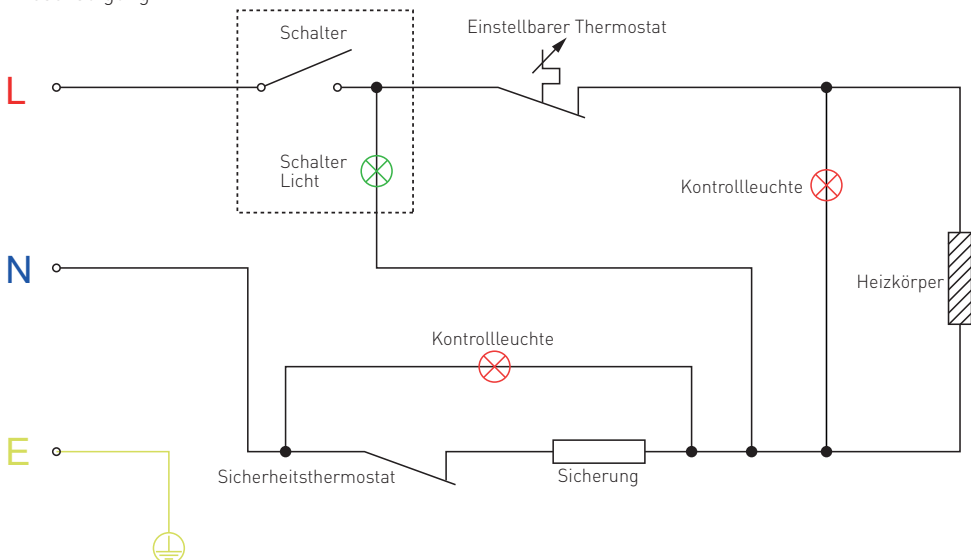 Schalter
Einstellbarer Thermostat
L
Schalter
Licht
Kontrollleuchte
N
Heizkörper
Kontrollleuchte
E
Sicherheitsthermostat
Sicherung